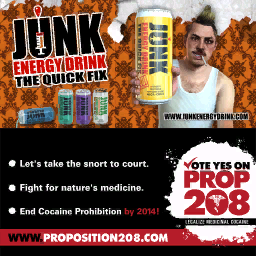 JUNK
ENERGY DRINK
THE QUICK FIX
JUNK
WWW.JUNKENERGYDRINK.COM
Let's take the snort to court.
Fight for nature's medicine.
End Cocaine Prohibition by 2014!
VOTE YES ON
PROP
208
LEGALIZE MEDICINAL COCAINE
WWW.PROPOSITION208.COM